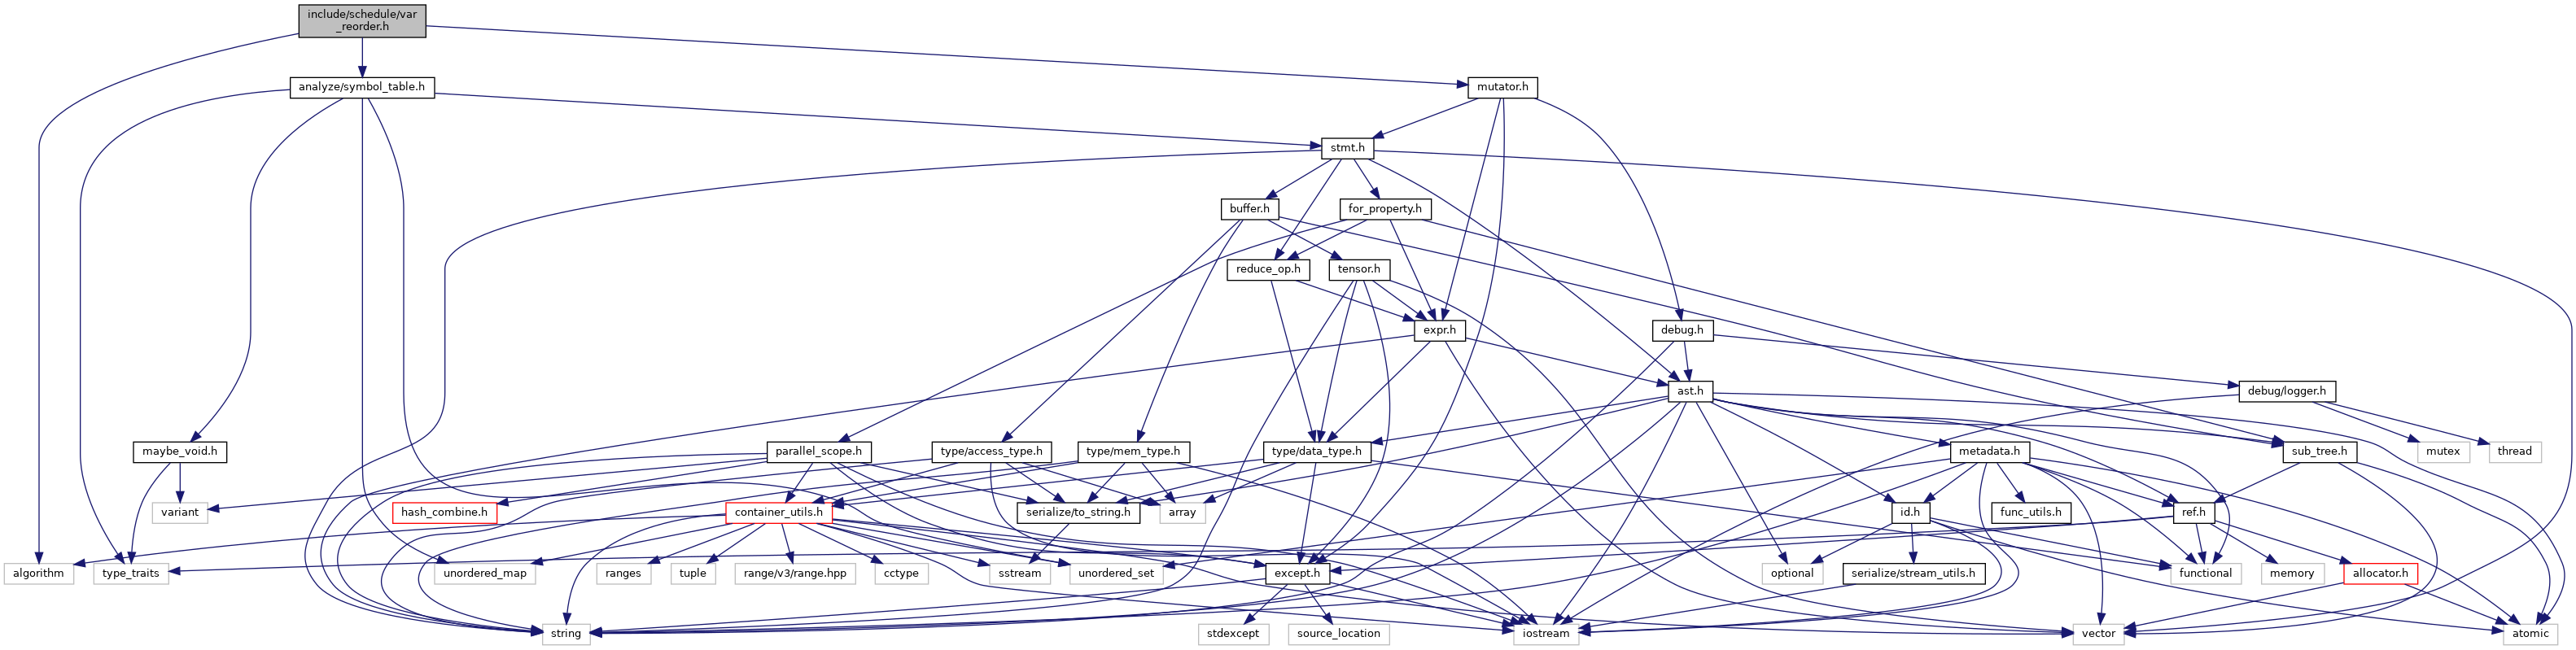 include/schedule/var
_reorder.h
analyze/symbol_table.h
mutator.h
stmt.h
buffer.h
for_property.h
reduce_op.h
tensor.h
expr.h
debug.h
ast.h
debug/logger.h
maybe_void.h
parallel_scope.h
type/access_type.h
type/mem_type.h
type/data_type.h
metadata.h
sub_tree.h
mutex
thread
variant
hash_combine.h
container_utils.h
serialize/to_string.h
array
id.h
func_utils.h
ref.h
algorithm
type_traits
unordered_map
ranges
tuple
range/v3/range.hpp
cctype
sstream
unordered_set
except.h
optional
serialize/stream_utils.h
functional
memory
allocator.h
string
stdexcept
source_location
iostream
vector
atomic